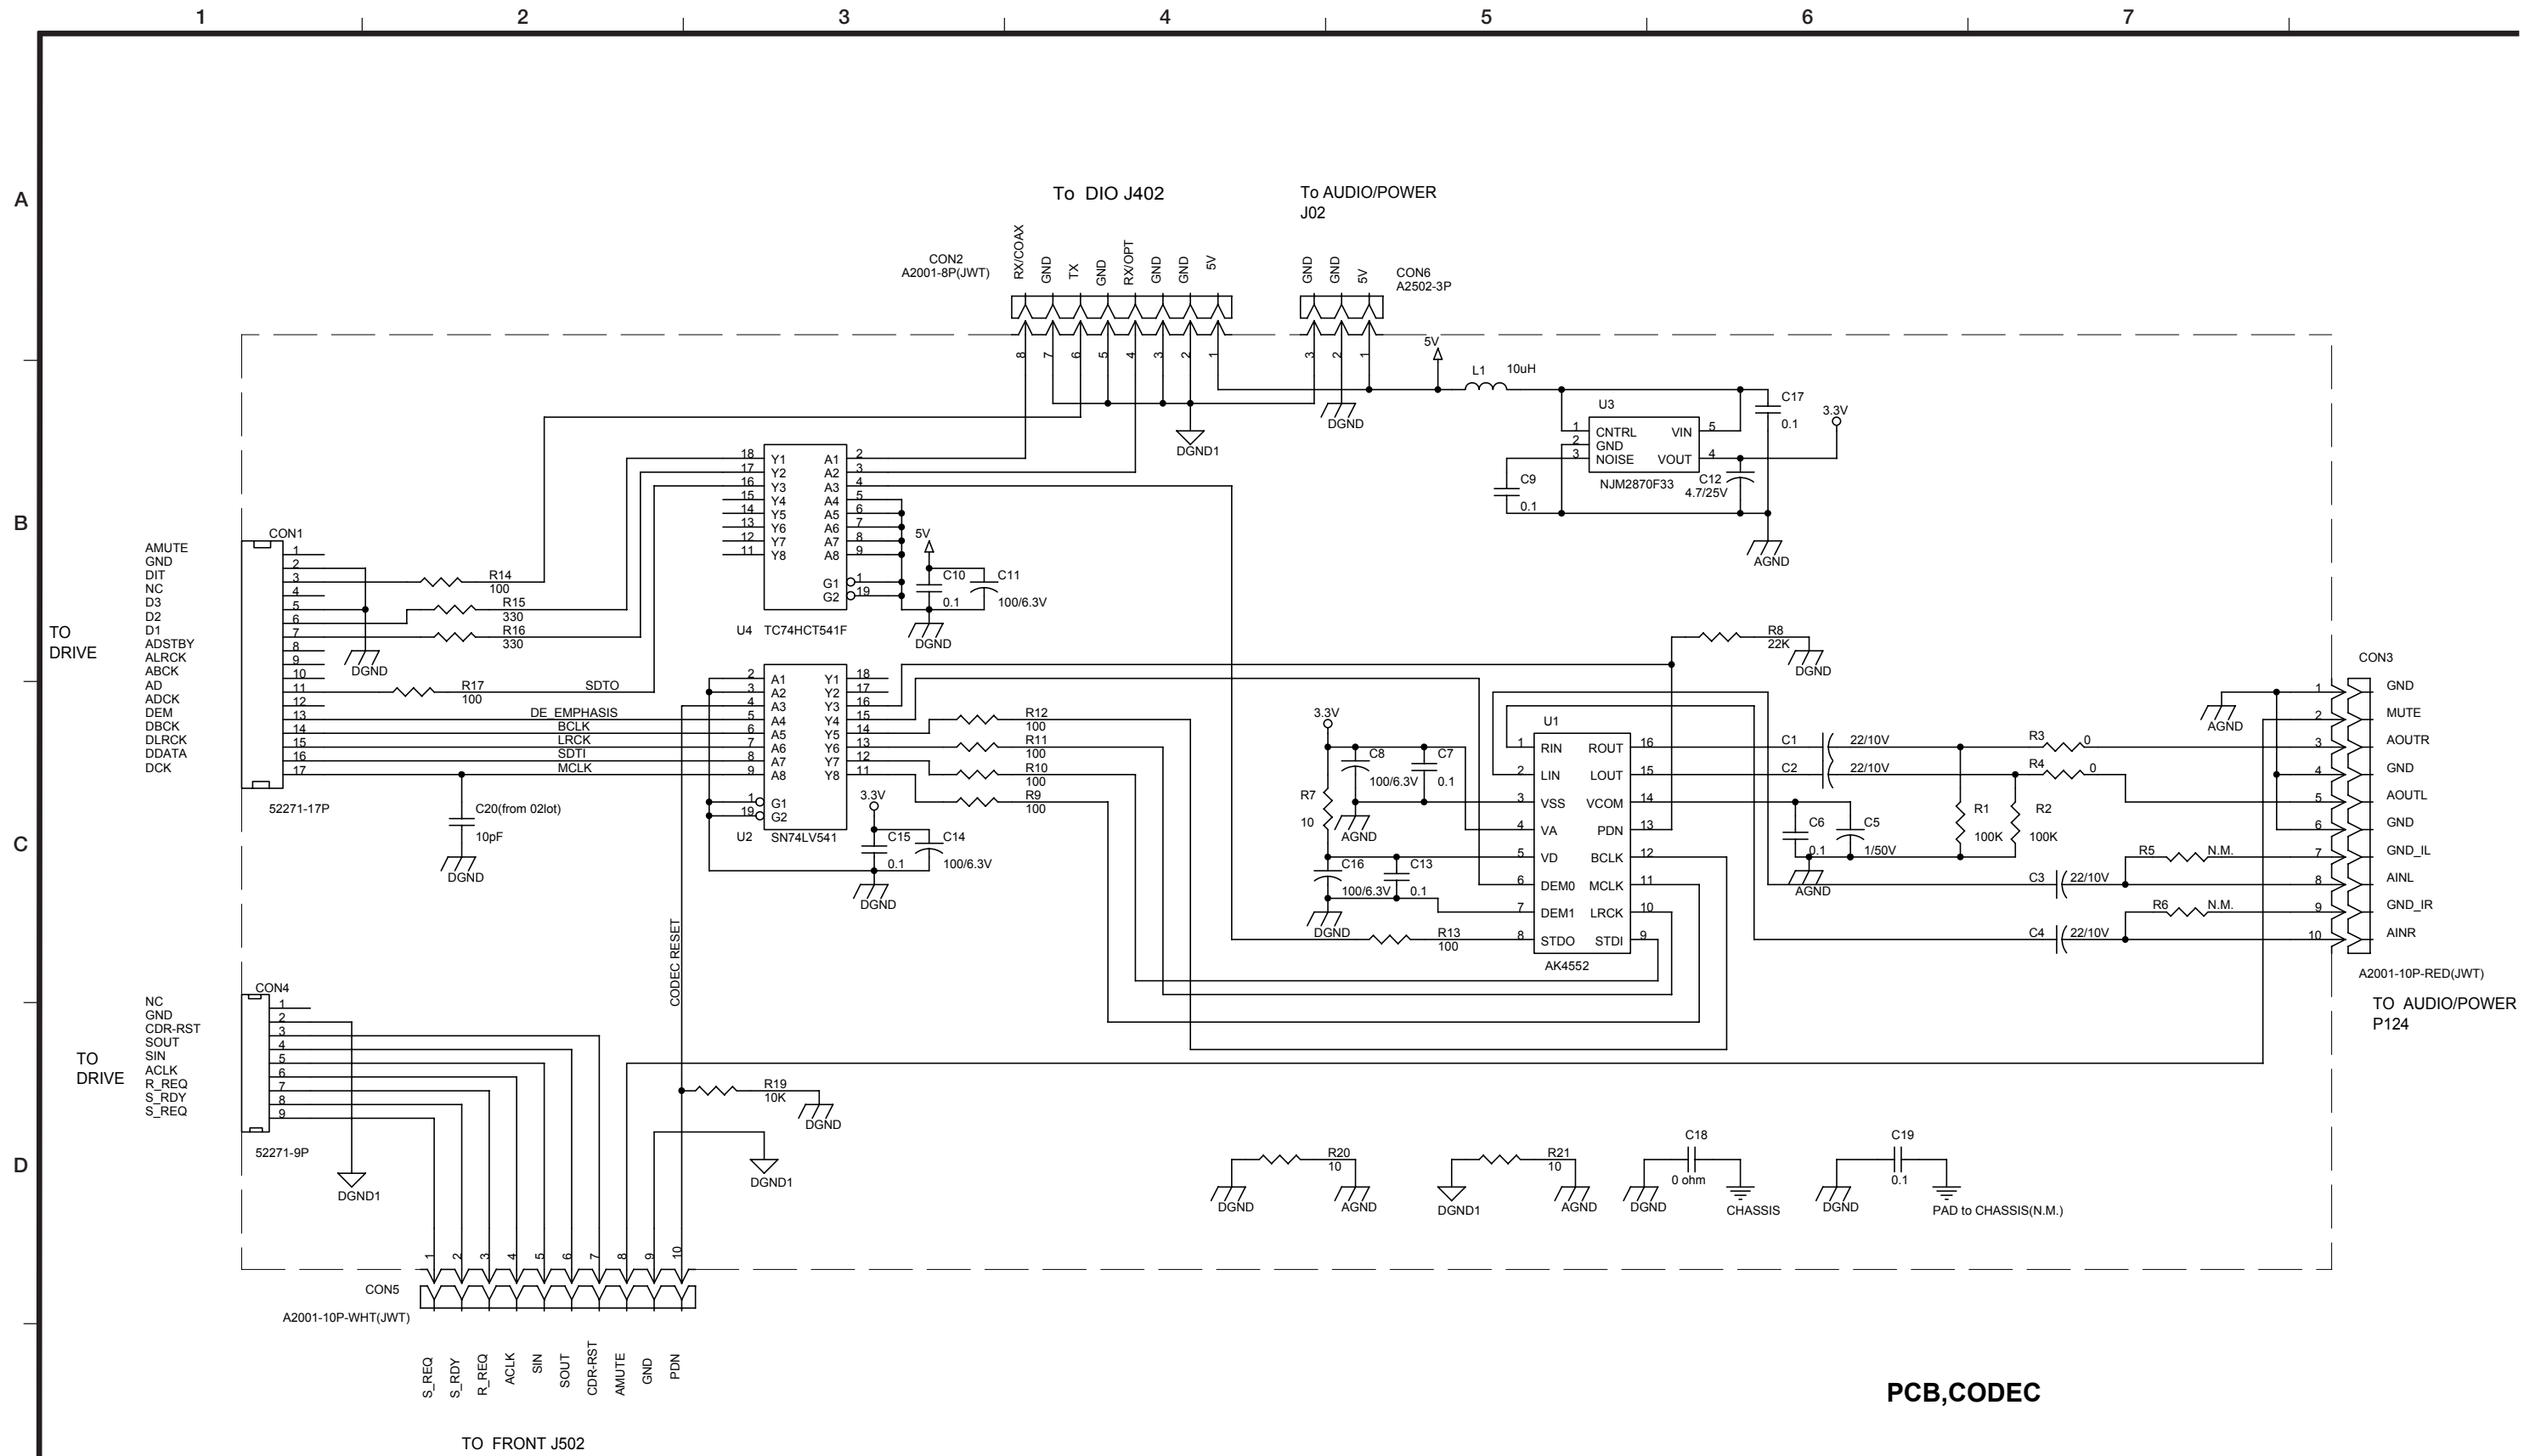 1 2 3 4 5 6 7
A
B
C
D
To DIO J402
To AUDIO/POWER
J02
CON2
A2001-8P(JWT)
RX/COAX
GND
TX
GND
RX/OPT
GND
GND
5V
8 7 6 5 4 3 2 1
GND
GND
5V
CON6
A2502-3P
3 2 1
5V
L1 10uH
DGND
DGND1
U3
1 CNTRL VIN 5
2 GND
3 NOISE VOUT 4
NJM2870F33
C17
0.1
3.3V
C12
4.7/25V
C9
0.1
AGND
18 Y1 A1 2
17 Y2 A2 3
16 Y3 A3 4
15 Y4 A4 5
14 Y5 A5 6
13 Y6 A6 7
12 Y7 A7 8
11 Y8 A8 9
G1 1
G2 19
U4 TC74HCT541F
5V
C10
0.1
C11
100/6.3V
DGND
TO
DRIVE
CON1
AMUTE 1
GND 2
DIT 3
NC 4
D3 5
D2 6
D1 7
ADSTBY 8
ALRCK 9
ABCK 10
AD 11
ADCK 12
DEM 13
DBCK 14
DLRCK 15
DDATA 16
DCK 17
52271-17P
R14
100
R15
330
R16
330
DGND
R17
100
SDTO
DE_EMPHASIS
BCLK
LRCK
SDTI
MCLK
C20(from 02lot)
10pF
DGND
2 A1 Y1 18
3 A2 Y2 17
4 A3 Y3 16
5 A4 Y4 15
6 A5 Y5 14
7 A6 Y6 13
8 A7 Y7 12
9 A8 Y8 11
1 G1
19 G2
U2 SN74LV541
3.3V
C15
0.1
C14
100/6.3V
DGND
R12
100
R11
100
R10
100
R9
100
R8
22K
DGND
3.3V
C8
100/6.3V
C7
0.1
R7
10
AGND
C16
100/6.3V
C13
0.1
DGND
R13
100
U1
1 RIN ROUT 16
2 LIN LOUT 15
3 VSS VCOM 14
4 VA PDN 13
5 VD BCLK 12
6 DEM0 MCLK 11
7 DEM1 LRCK 10
8 STDO STDI 9
AK4552
C1 22/10V
C2 22/10V
R3 0
R4 0
C6
0.1
C5
1/50V
AGND
R1
100K
R2
100K
R5 N.M.
C3 22/10V
R6 N.M.
C4 22/10V
AGND
CON3
1 GND
2 MUTE
3 AOUTR
4 GND
5 AOUTL
6 GND
7 GND_IL
8 AINL
9 GND_IR
10 AINR
A2001-10P-RED(JWT)
TO AUDIO/POWER
P124
CODEC RESET
TO
DRIVE
CON4
NC 1
GND 2
CDR-RST 3
SOUT 4
SIN 5
ACLK 6
R_REQ 7
S_RDY 8
S_REQ 9
52271-9P
DGND1
R19
10K
DGND
DGND1
R20
10
DGND AGND
R21
10
DGND1 AGND
C18
0 ohm
DGND CHASSIS
C19
0.1
DGND PAD to CHASSIS(N.M.)
1 2 3 4 5 6 7 8 9 10
CON5
A2001-10P-WHT(JWT)
S_REQ
S_RDY
R_REQ
ACLK
SIN
SOUT
CDR-RST
AMUTE
GND
PDN
TO FRONT J502
PCB,CODEC